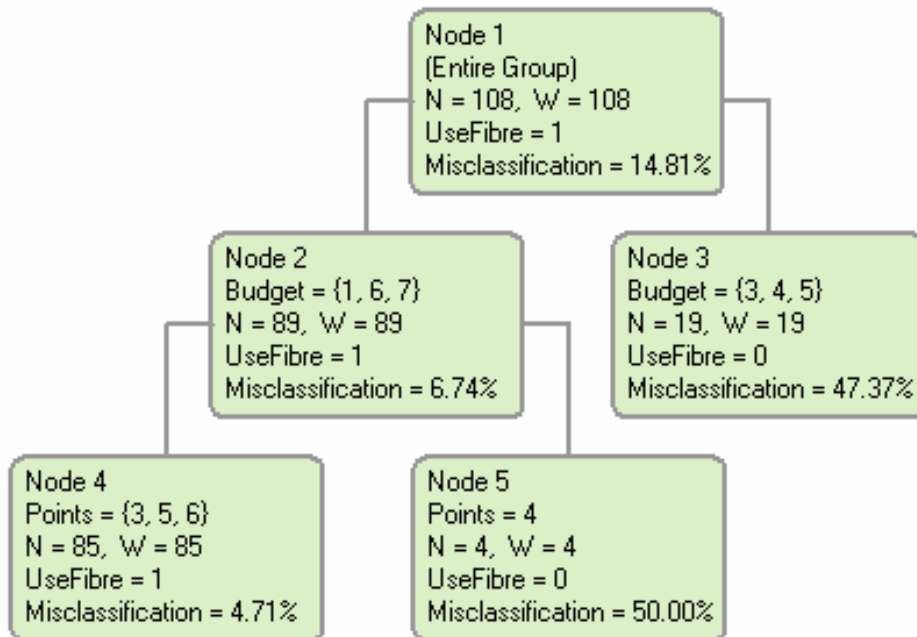 Node 1
(Entire Group)
N = 108, W = 108
UseFibre = 1
Misclassification = 14.81%
Node 2
Budget = {1, 6, 7}
N = 89, W = 89
UseFibre = 1
Misclassification = 6.74%
Node 3
Budget = {3, 4, 5}
N = 19, W = 19
UseFibre = 0
Misclassification = 47.37%
Node 4
Points = {3, 5, 6}
N = 85, W = 85
UseFibre = 1
Misclassification = 4.71%
Node 5
Points = 4
N = 4, W = 4
UseFibre = 0
Misclassification = 50.00%